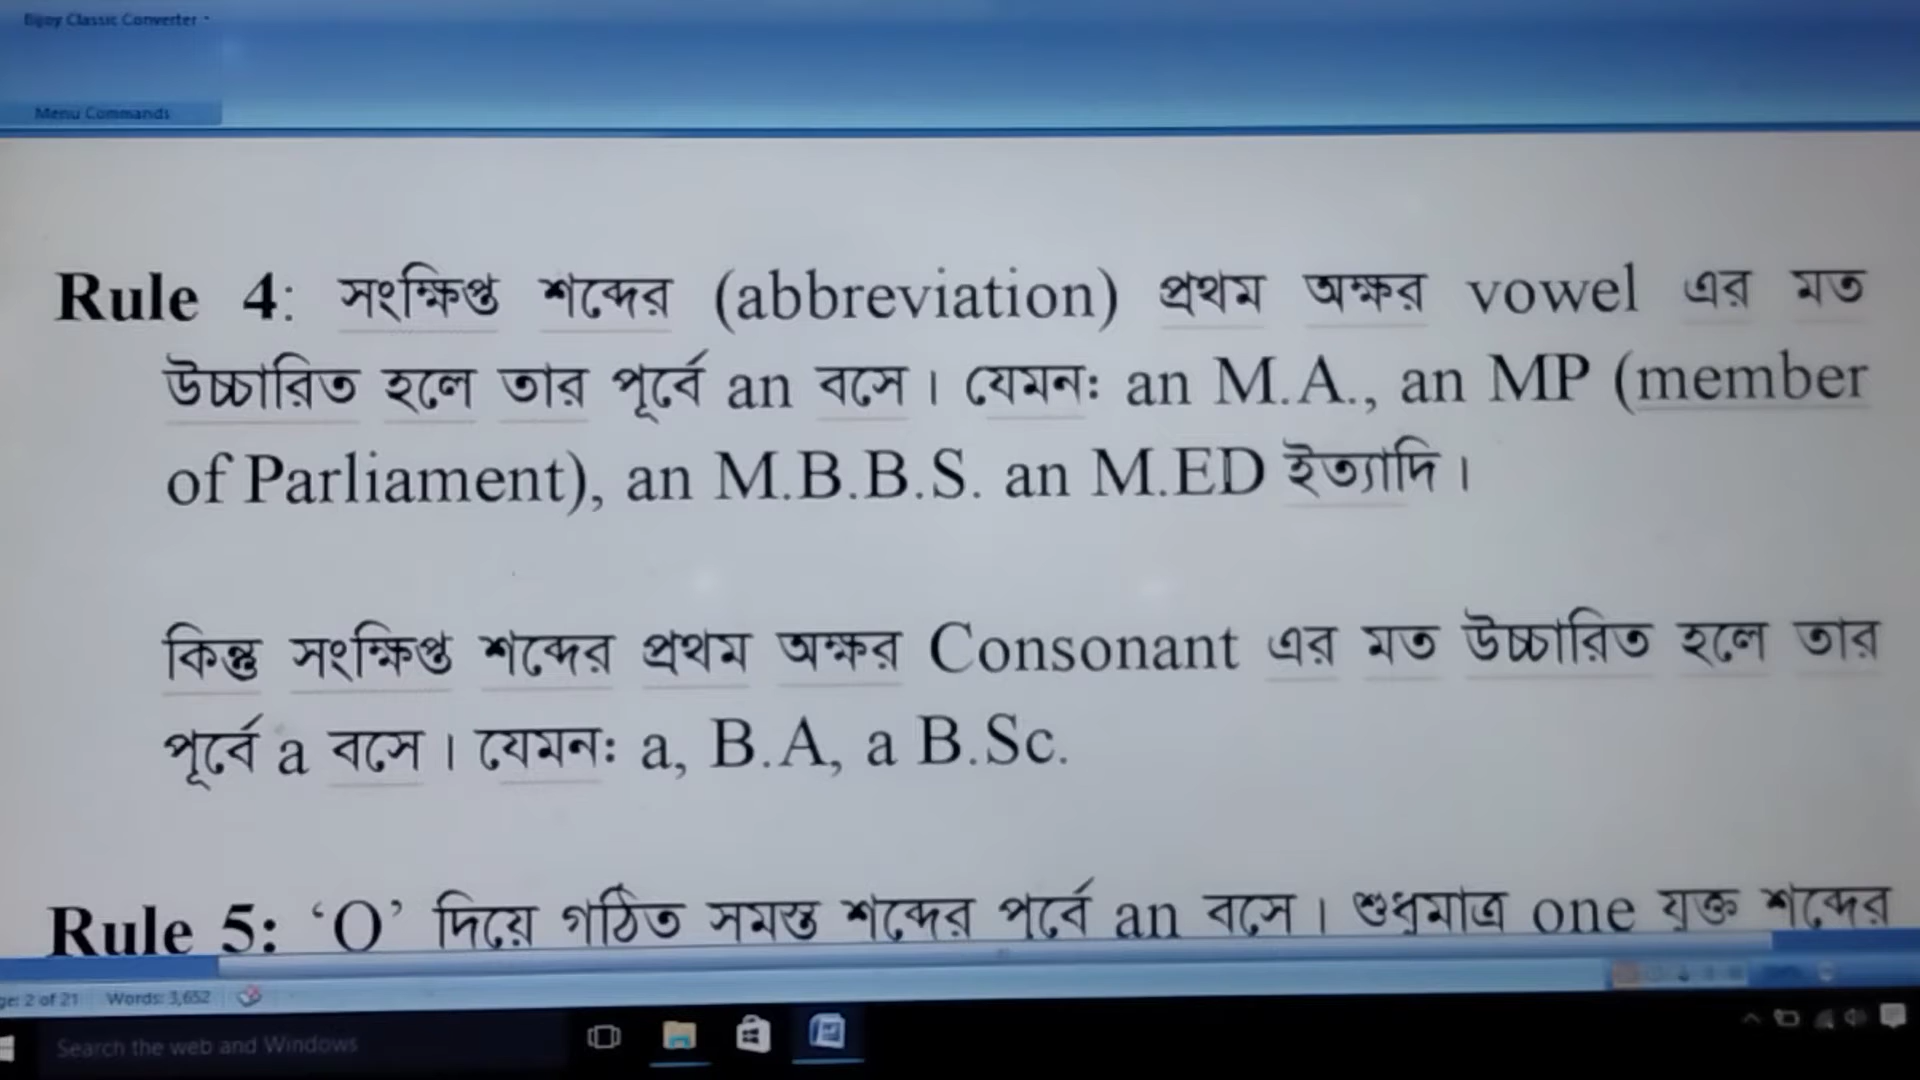 Bijoy Classic Converter
Menu Commands
Rule 4: সংক্ষিপ্ত শব্দের (abbreviation) প্রথম অক্ষর vowel এর মত
উচ্চারিত হলে তার পূর্বে an বসে। যেমনঃ an M.A., an MP (member
of Parliament), an M.B.B.S. an M.ED ইত্যাদি।
কিন্তু সংক্ষিপ্ত শব্দের প্রথম অক্ষর Consonant এর মত উচ্চারিত হলে তার
পূর্বে a বসে। যেমনঃ a, B.A, a B.Sc.
Rule 5: ‘O’ দিয়ে গঠিত সমস্ত শব্দের পূর্বে an বসে। শুধুমাত্র one যুক্ত শব্দের
2 of 21 Words: 3,652
Search the web and Windows